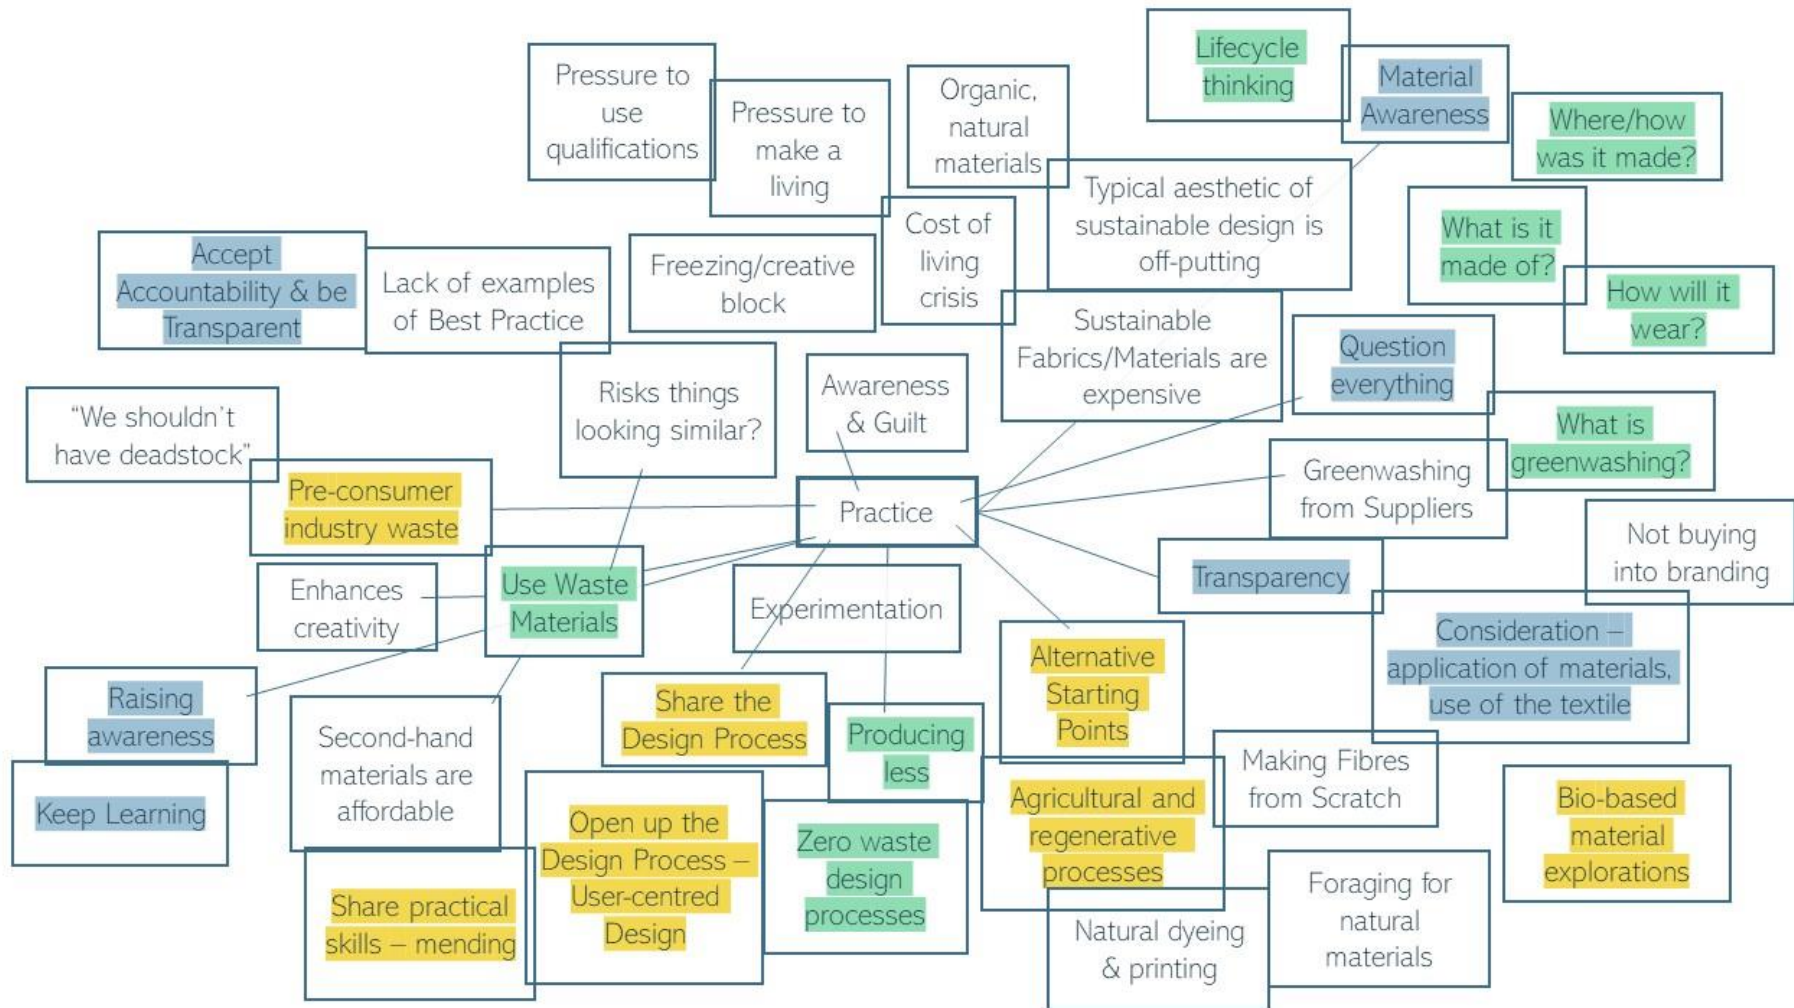 Lifecycle
thinking
Pressure to
use
qualifications
Pressure to
make a
living
Organic,
natural
materials
Material
Awareness
Where/how
was it made?
Typical aesthetic of
sustainable design is
off-putting
Cost of
living
crisis
What is it
made of?
How will it
wear?
Accept
Accountability & be
Transparent
Lack of examples
of Best Practice
Freezing/creative
block
Sustainable
Fabrics/Materials are
expensive
Question
everything
Risks things
looking similar?
Awareness
& Guilt
“We shouldn’t
have deadstock”
What is
greenwashing?
Pre-consumer
industry waste
Practice
Greenwashing
from Suppliers
Not buying
into branding
Enhances
creativity
Use Waste
Materials
Experimentation
Transparency
Consideration –
application of materials,
use of the textile
Alternative
Starting
Points
Raising
awareness
Share the
Design Process
Producing
less
Second-hand
materials are
affordable
Making Fibres
from Scratch
Keep Learning
Open up the
Design Process –
User-centred
Design
Zero waste
design
processes
Agricultural and
regenerative
processes
Bio-based
material
explorations
Share practical
skills – mending
Natural dyeing
& printing
Foraging for
natural
materials